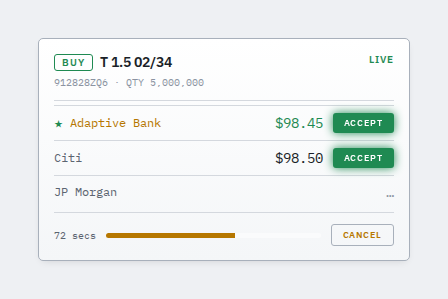 BUY T 1.5 02/34 LIVE
912828ZQ6 · QTY 5,000,000
★ Adaptive Bank $98.45 ACCEPT
Citi $98.50 ACCEPT
JP Morgan …
72 secs CANCEL